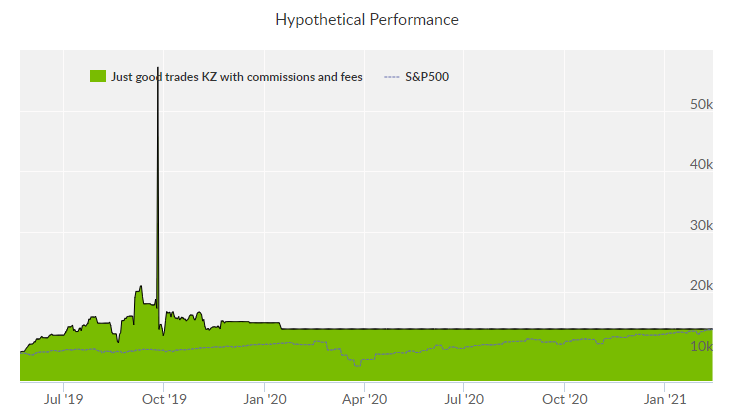 Hypothetical Performance
Just good trades KZ with commissions and fees S&P500
50k
40k
30k
20k
10k
Jul '19 Oct '19 Jan '20 Apr '20 Jul '20 Oct '20 Jan '21